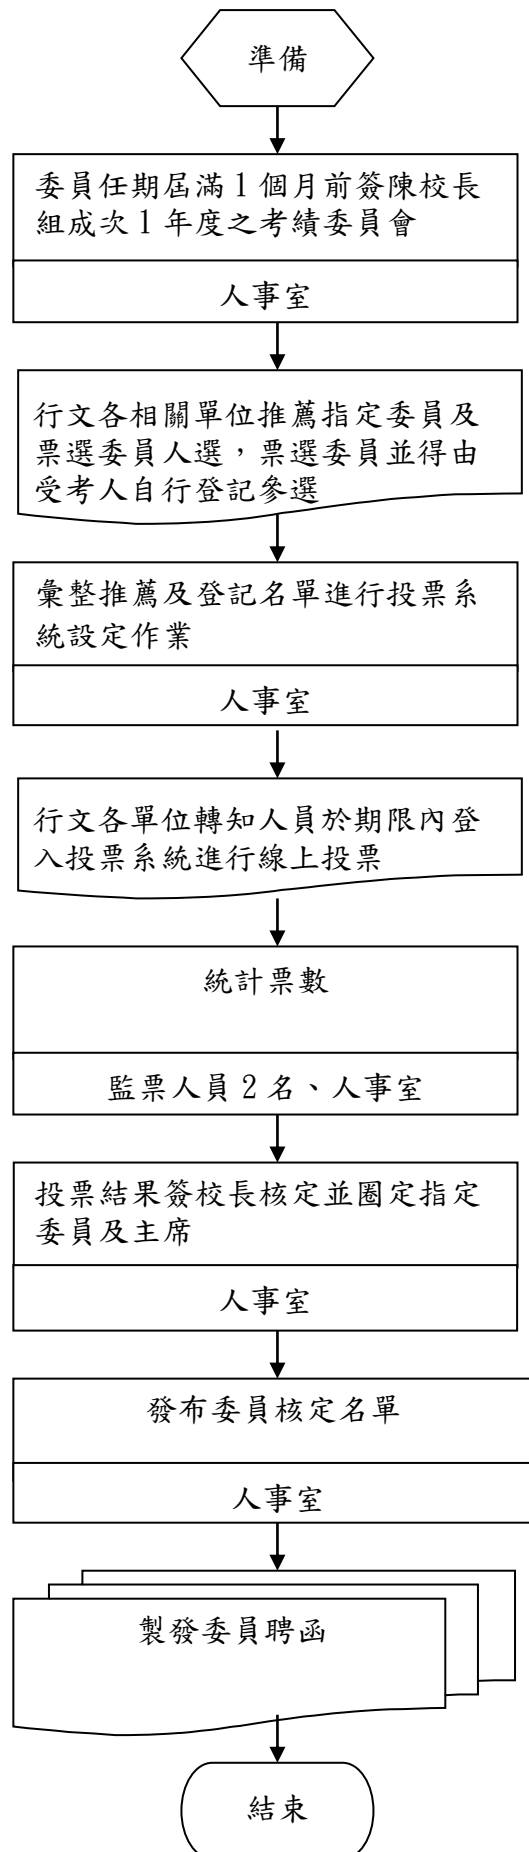 準備
委員任期屆滿1個月前簽陳校長
組成次1年度之考績委員會
人事室
行文各相關單位推薦指定委員及
票選委員人選,票選委員並得由
受考人自行登記參選
彙整推薦及登記名單進行投票系
統設定作業
人事室
行文各單位轉知人員於期限內登
入投票系統進行線上投票
統計票數
監票人員2名、人事室
投票結果簽校長核定並圈定指定
委員及主席
人事室
發布委員核定名單
人事室
製發委員聘函
結束